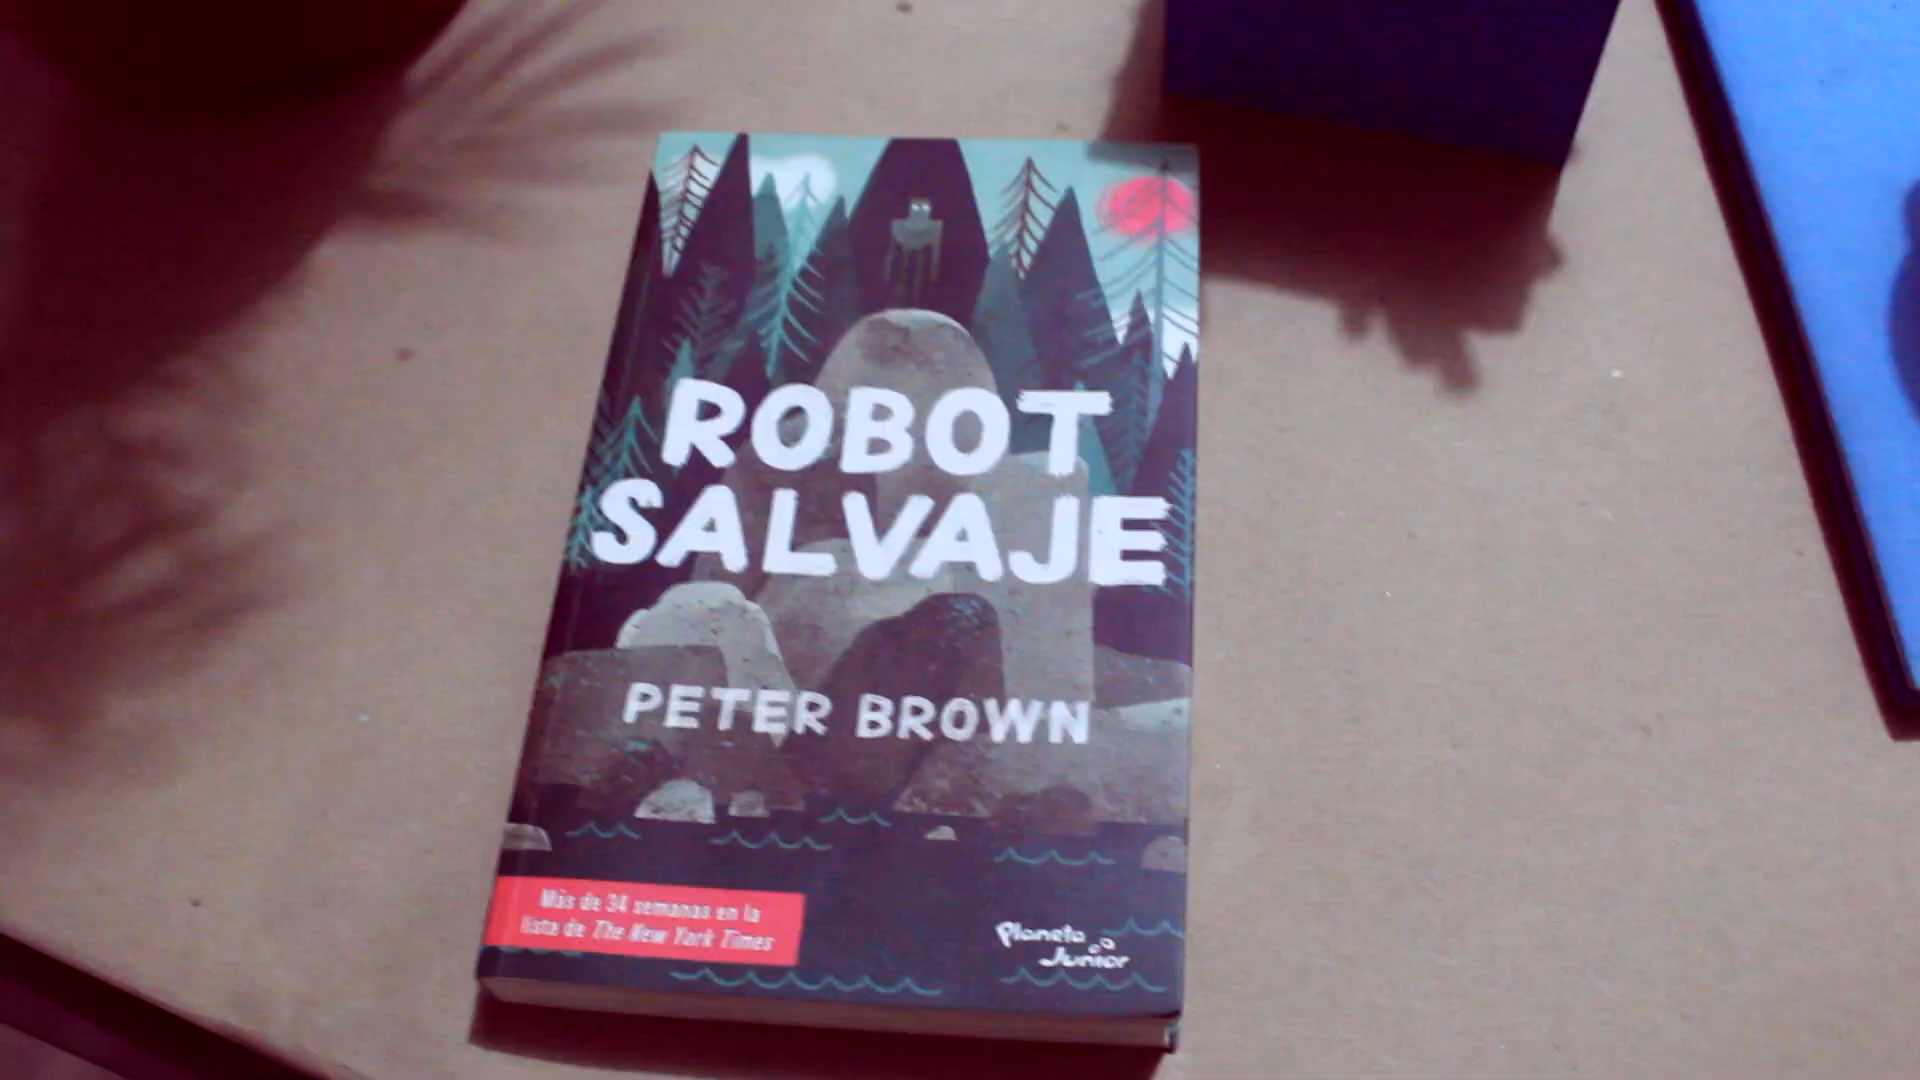 ROBOT
SALVAJE
PETER BROWN
Más de 34 semanas en la
lista de The New York Times
Planeta
Junior